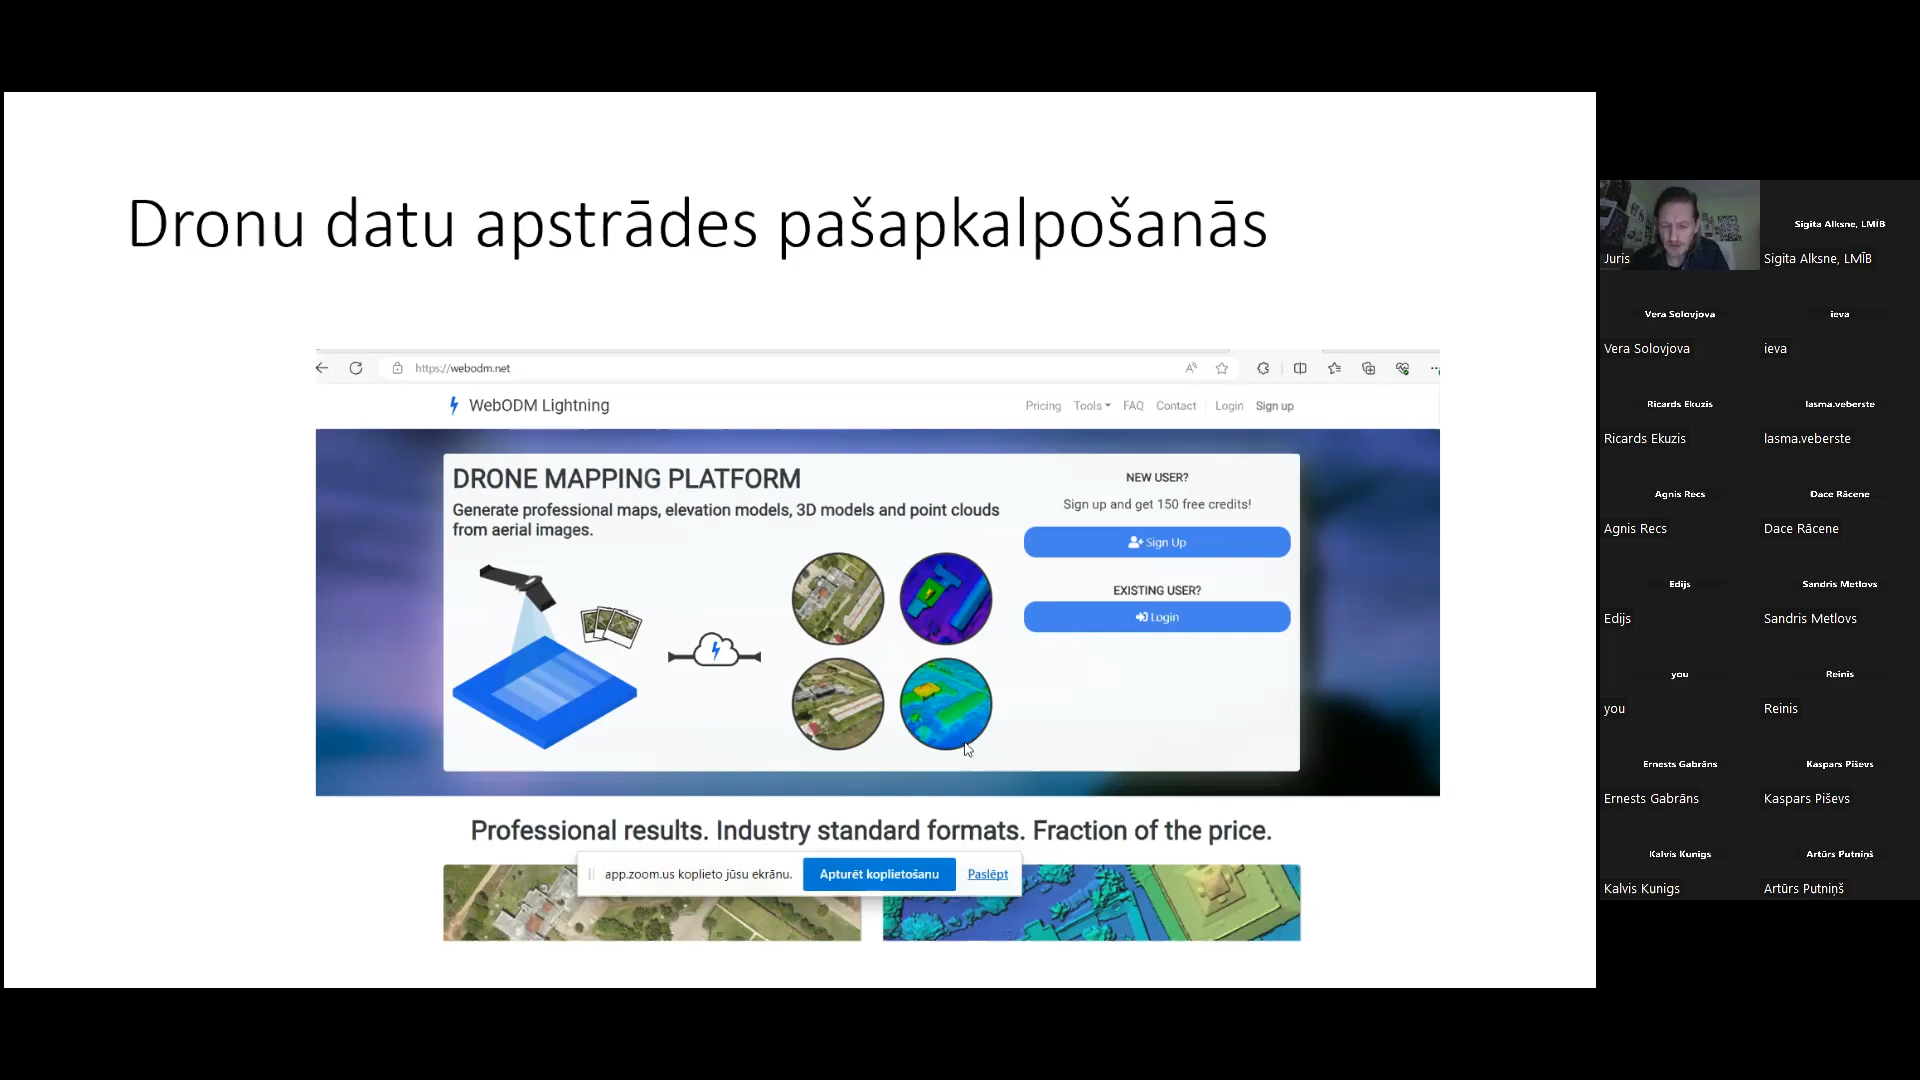 Dronu datu apstrādes pašapkalpošanās
https://webodm.net
WebODM Lightning
Pricing Tools FAQ Contact Login Sign up
DRONE MAPPING PLATFORM
Generate professional maps, elevation models, 3D models and point clouds
from aerial images.
NEW USER?
Sign up and get 150 free credits!
Sign Up
EXISTING USER?
Login
Professional results. Industry standard formats. Fraction of the price.
app.zoom.us koplieto jūsu ekrānu. Apturēt koplietošanu Paslēpt
Sigita Alksne, LMĪB
Juris Sigita Alksne, LMĪB
Vera Solovjova ieva
Vera Solovjova ieva
Ricards Ekuzis lasma.veberste
Ricards Ekuzis lasma.veberste
Agnis Recs Dace Rācene
Agnis Recs Dace Rācene
Edijs Sandris Metlovs
Edijs Sandris Metlovs
you Reinis
you Reinis
Ernests Gabrāns Kaspars Piševs
Ernests Gabrāns Kaspars Piševs
Kalvis Kunigs Artūrs Putniņš
Kalvis Kunigs Artūrs Putniņš